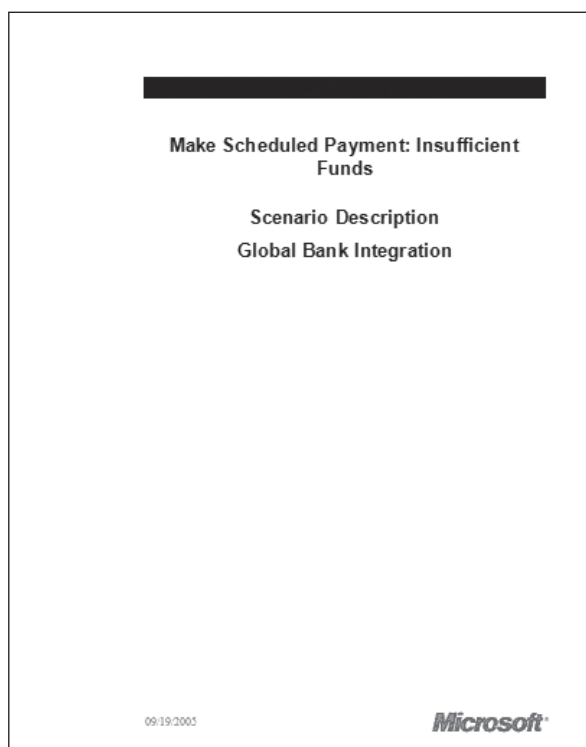 Make Scheduled Payment: Insufficient
Funds
Scenario Description
Global Bank Integration
09/19/2005
Microsoft